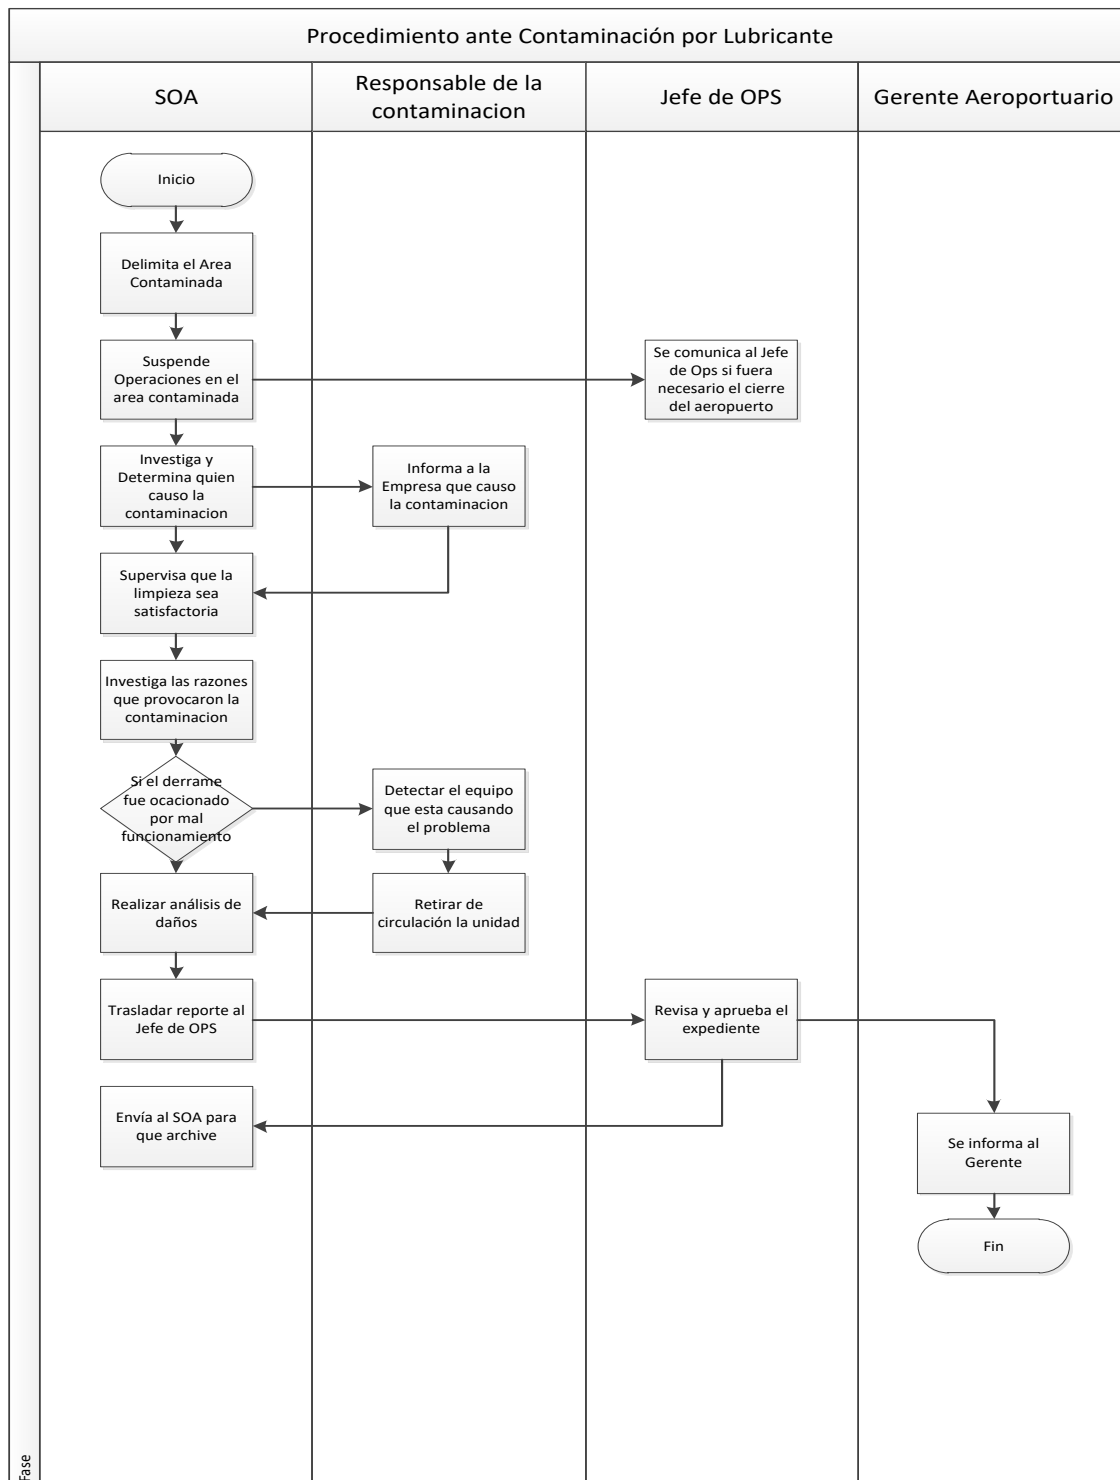 Procedimiento ante Contaminación por Lubricante
SOA
Responsable de la
contaminacion
Jefe de OPS
Gerente Aeroportuario
Inicio
Delimita el Area
Contaminada
Suspende
Operaciones en el
area contaminada
Se comunica al Jefe
de Ops si fuera
necesario el cierre
del aeropuerto
Investiga y
Determina quien
causo la
contaminacion
Informa a la
Empresa que causo
la contaminacion
Supervisa que la
limpieza sea
satisfactoria
Investiga las razones
que provocaron la
contaminacion
Si el derrame
fue ocacionado
por mal
funcionamiento
Detectar el equipo
que esta causando
el problema
Realizar análisis de
daños
Retirar de
circulación la unidad
Trasladar reporte al
Jefe de OPS
Revisa y aprueba el
expediente
Envía al SOA para
que archive
Se informa al
Gerente
Fin
Fase